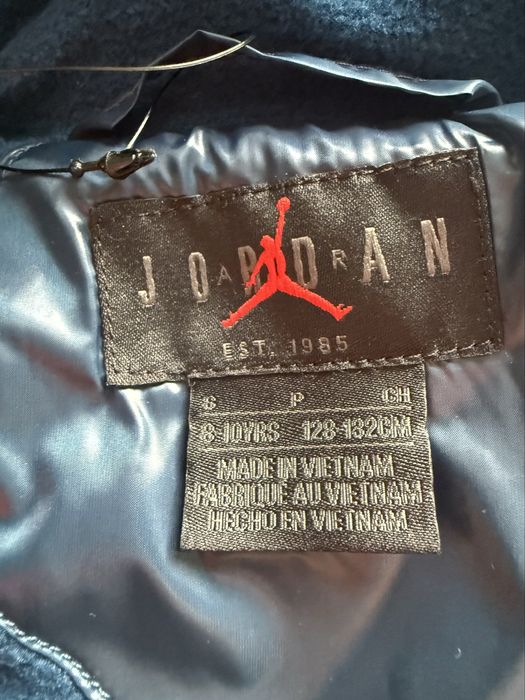 JORDAN
AIR
EST. 1985
S P CH
8-10YRS 128-132CM
MADE IN VIETNAM
FABRIQUE AU VIETNAM
HECHO EN VIETNAM